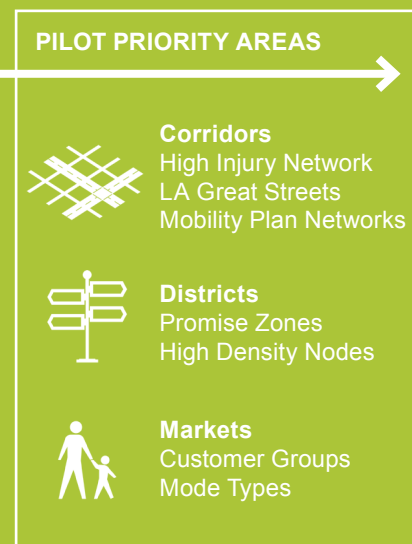 PILOT PRIORITY AREAS
Corridors
High Injury Network
LA Great Streets
Mobility Plan Networks
Districts
Promise Zones
High Density Nodes
Markets
Customer Groups
Mode Types